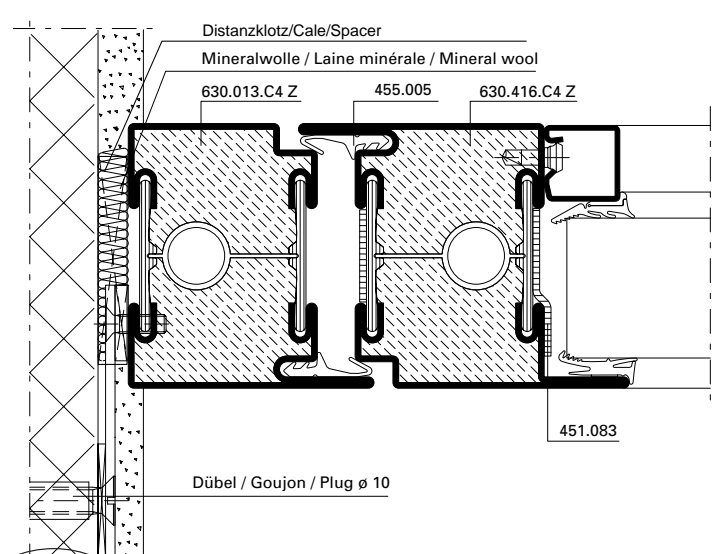 Distanzklotz/Cale/Spacer
Mineralwolle / Laine minérale / Mineral wool
630.013.C4 Z
455.005
630.416.C4 Z
451.083
Dübel / Goujon / Plug ø 10